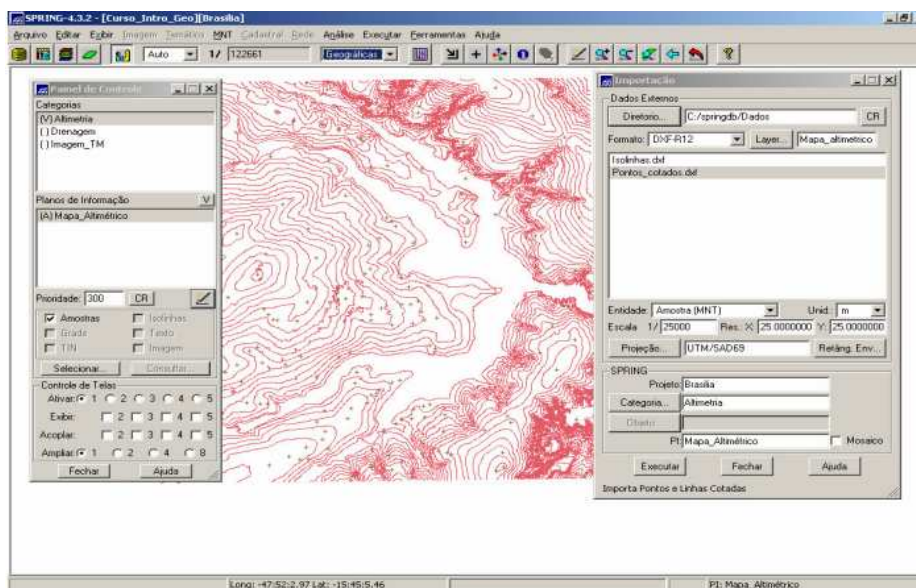 SPRING-4.3.2 - [Curso_Intro_Geo][Brasilia]
Arquivo Editar Exibir Imagem Temático MNT Cadastral Rede Análise Executar Ferramentas Ajuda
Auto 1/ 122661 Geográficas
Painel de Controle
Categorias
(V) Altimetria
( ) Drenagem
( ) Imagem_TM
Planos de Informação V
(A) Mapa_Altimétrico
Prioridade: 300 CR
Amostras Isolinhas
Grade Texto
TIN Imagem
Selecionar... Consultar...
Controle de Telas
Ativar: 1 2 3 4 5
Exibir: 2 3 4 5
Acoplar: 2 3 4 5
Ampliar: 1 2 4 8
Fechar Ajuda
Importação
Dados Externos
Diretório... C:/springdb/Dados CR
Formato: DXF-R12 Layer... Mapa_altimetrico
Isolinhas.dxf
Pontos_cotados.dxf
Entidade: Amostra (MNT) Unid.: m
Escala 1/ 25000 Res. X: 25.0000000 Y: 25.0000000
Projeção... UTM/SAD69 Retâng. Env...
SPRING
Projeto: Brasilia
Categoria... Altimetria
Objeto...
PI: Mapa_Altimétrico Mosaico
Executar Fechar Ajuda
Importa Pontos e Linhas Cotadas
Long: -47:52:2.97 Lat: -15:45:5.46 PI: Mapa_Altimétrico